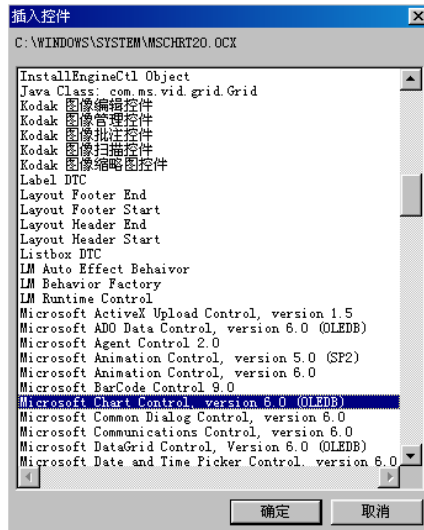 插入控件
C:\WINDOWS\SYSTEM\MSCHRT20.OCX
InstallEngineCtl Object
Java Class: com.ms.vid.grid.Grid
Kodak 图像编辑控件
Kodak 图像管理控件
Kodak 图像批注控件
Kodak 图像扫描控件
Kodak 图像缩略图控件
Label DTC
Layout Footer End
Layout Footer Start
Layout Header End
Layout Header Start
Listbox DTC
LM Auto Effect Behaivor
LM Behavior Factory
LM Runtime Control
Microsoft ActiveX Upload Control, version 1.5
Microsoft ADO Data Control, version 6.0 (OLEDB)
Microsoft Agent Control 2.0
Microsoft Animation Control, version 5.0 (SP2)
Microsoft Animation Control, version 6.0
Microsoft BarCode Control 9.0
Microsoft Chart Control, version 6.0 (OLEDB)
Microsoft Common Dialog Control, version 6.0
Microsoft Communications Control, version 6.0
Microsoft DataGrid Control, Version 6.0 (OLEDB)
Microsoft Date and Time Picker Control, version 6.0
确定 取消